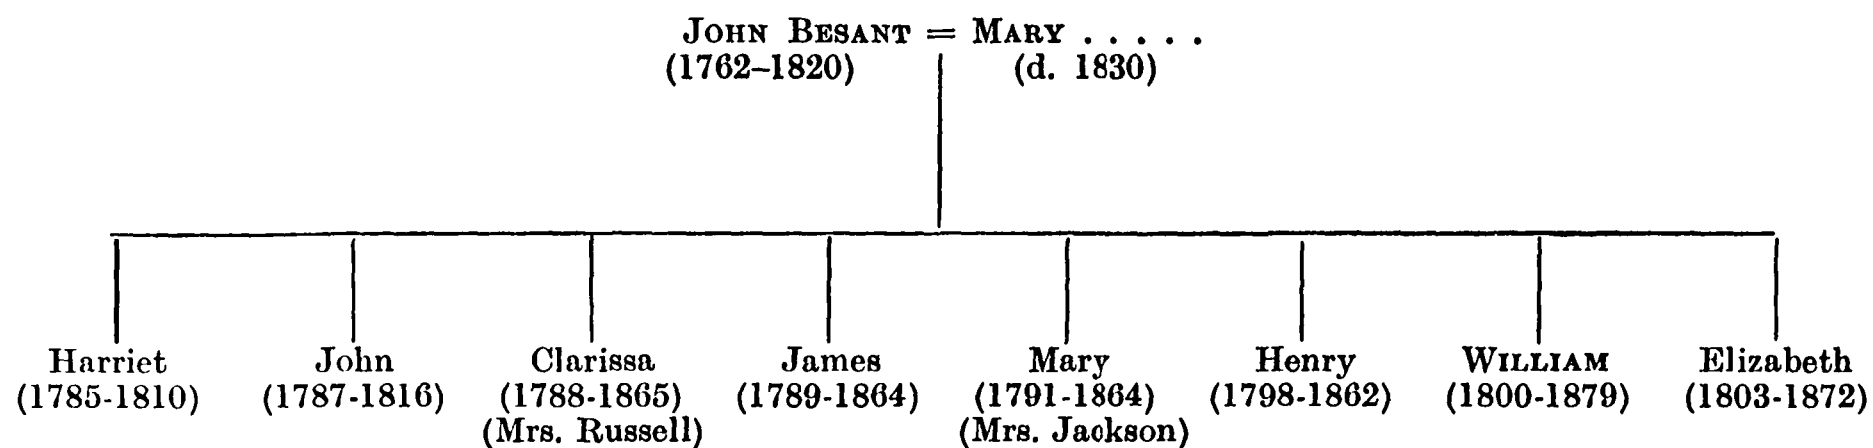 JOHN BESANT = MARY . . . . .
(1762–1820) (d. 1830)
Harriet John Clarissa James Mary Henry WILLIAM Elizabeth
(1785-1810) (1787-1816) (1788-1865) (1789-1864) (1791-1864) (1798-1862) (1800-1879) (1803-1872)
(Mrs. Russell) (Mrs. Jackson)